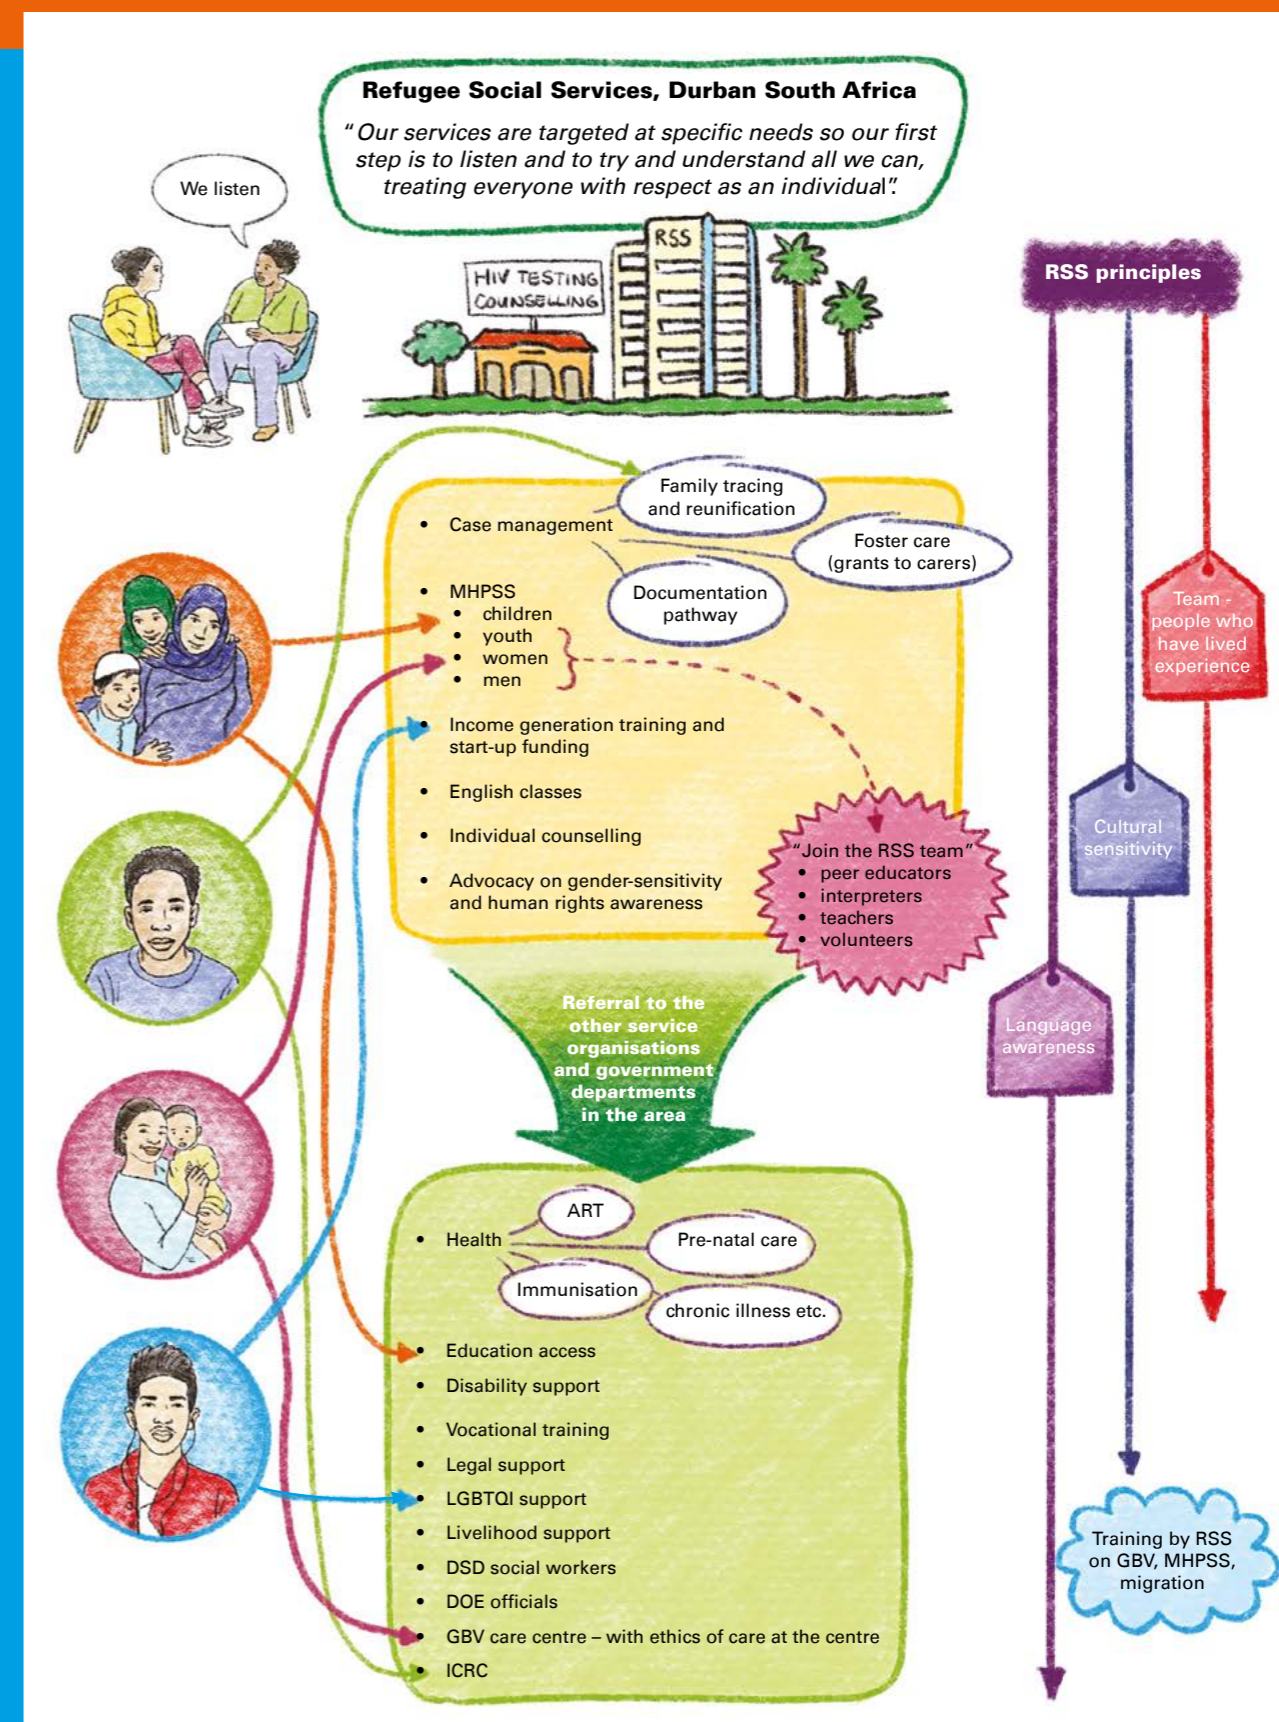 Refugee Social Services, Durban South Africa
“Our services are targeted at specific needs so our first
step is to listen and to try and understand all we can,
treating everyone with respect as an individual”.
We listen
HIV TESTING
COUNSELLING
RSS
RSS principles
Team -
people who
have lived
experience
Cultural
sensitivity
Language
awareness
Training by RSS
on GBV, MHPSS,
migration
• Case management
Family tracing
and reunification
Foster care
(grants to carers)
Documentation
pathway
• MHPSS
• children
• youth
• women
• men
• Income generation training and
start-up funding
• English classes
• Individual counselling
• Advocacy on gender-sensitivity
and human rights awareness
“Join the RSS team”
• peer educators
• interpreters
• teachers
• volunteers
Referral to the
other service
organisations
and government
departments
in the area
• Health
ART
Pre-natal care
Immunisation
chronic illness etc.
• Education access
• Disability support
• Vocational training
• Legal support
• LGBTQI support
• Livelihood support
• DSD social workers
• DOE officials
• GBV care centre – with ethics of care at the centre
• ICRC